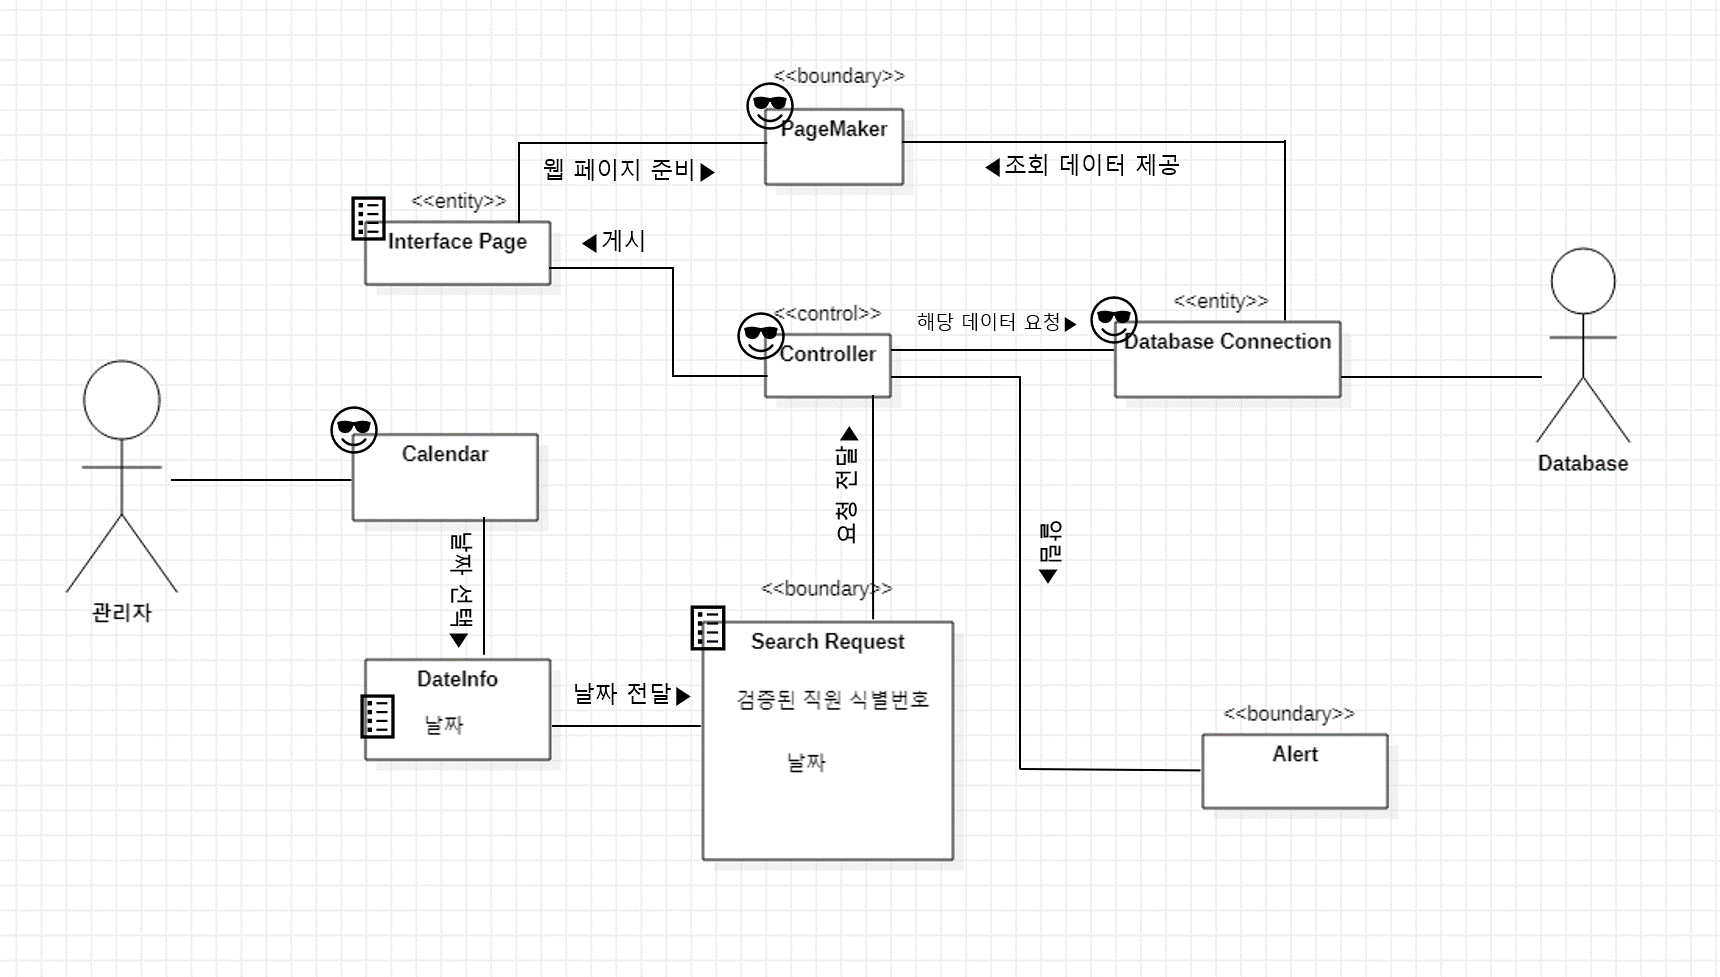 <<boundary>>
PageMaker
웹 페이지 준비▶
◀조회 데이터 제공
<<entity>>
Interface Page
◀게시
<<control>>
Controller
해당 데이터 요청▶
<<entity>>
Database Connection
Database
Calendar
관리자
날짜 선택▶
요청 전달▶
알림▶
<<boundary>>
Search Request
검증된 직원 식별번호
날짜
DateInfo
날짜
날짜 전달▶
<<boundary>>
Alert